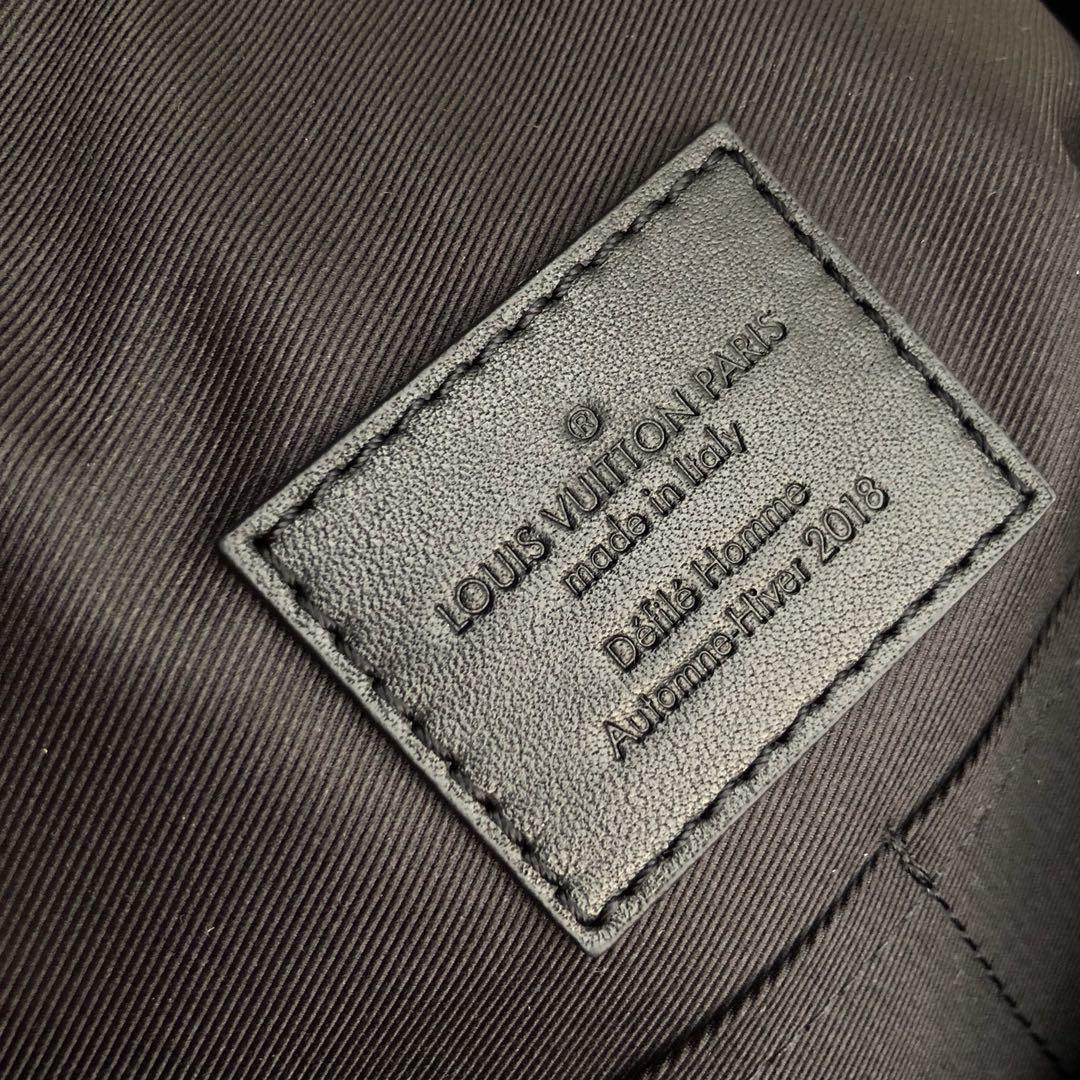 ®
LOUIS VUITTON PARIS
made in Italy
Défilé Homme
Automne-Hiver 2018